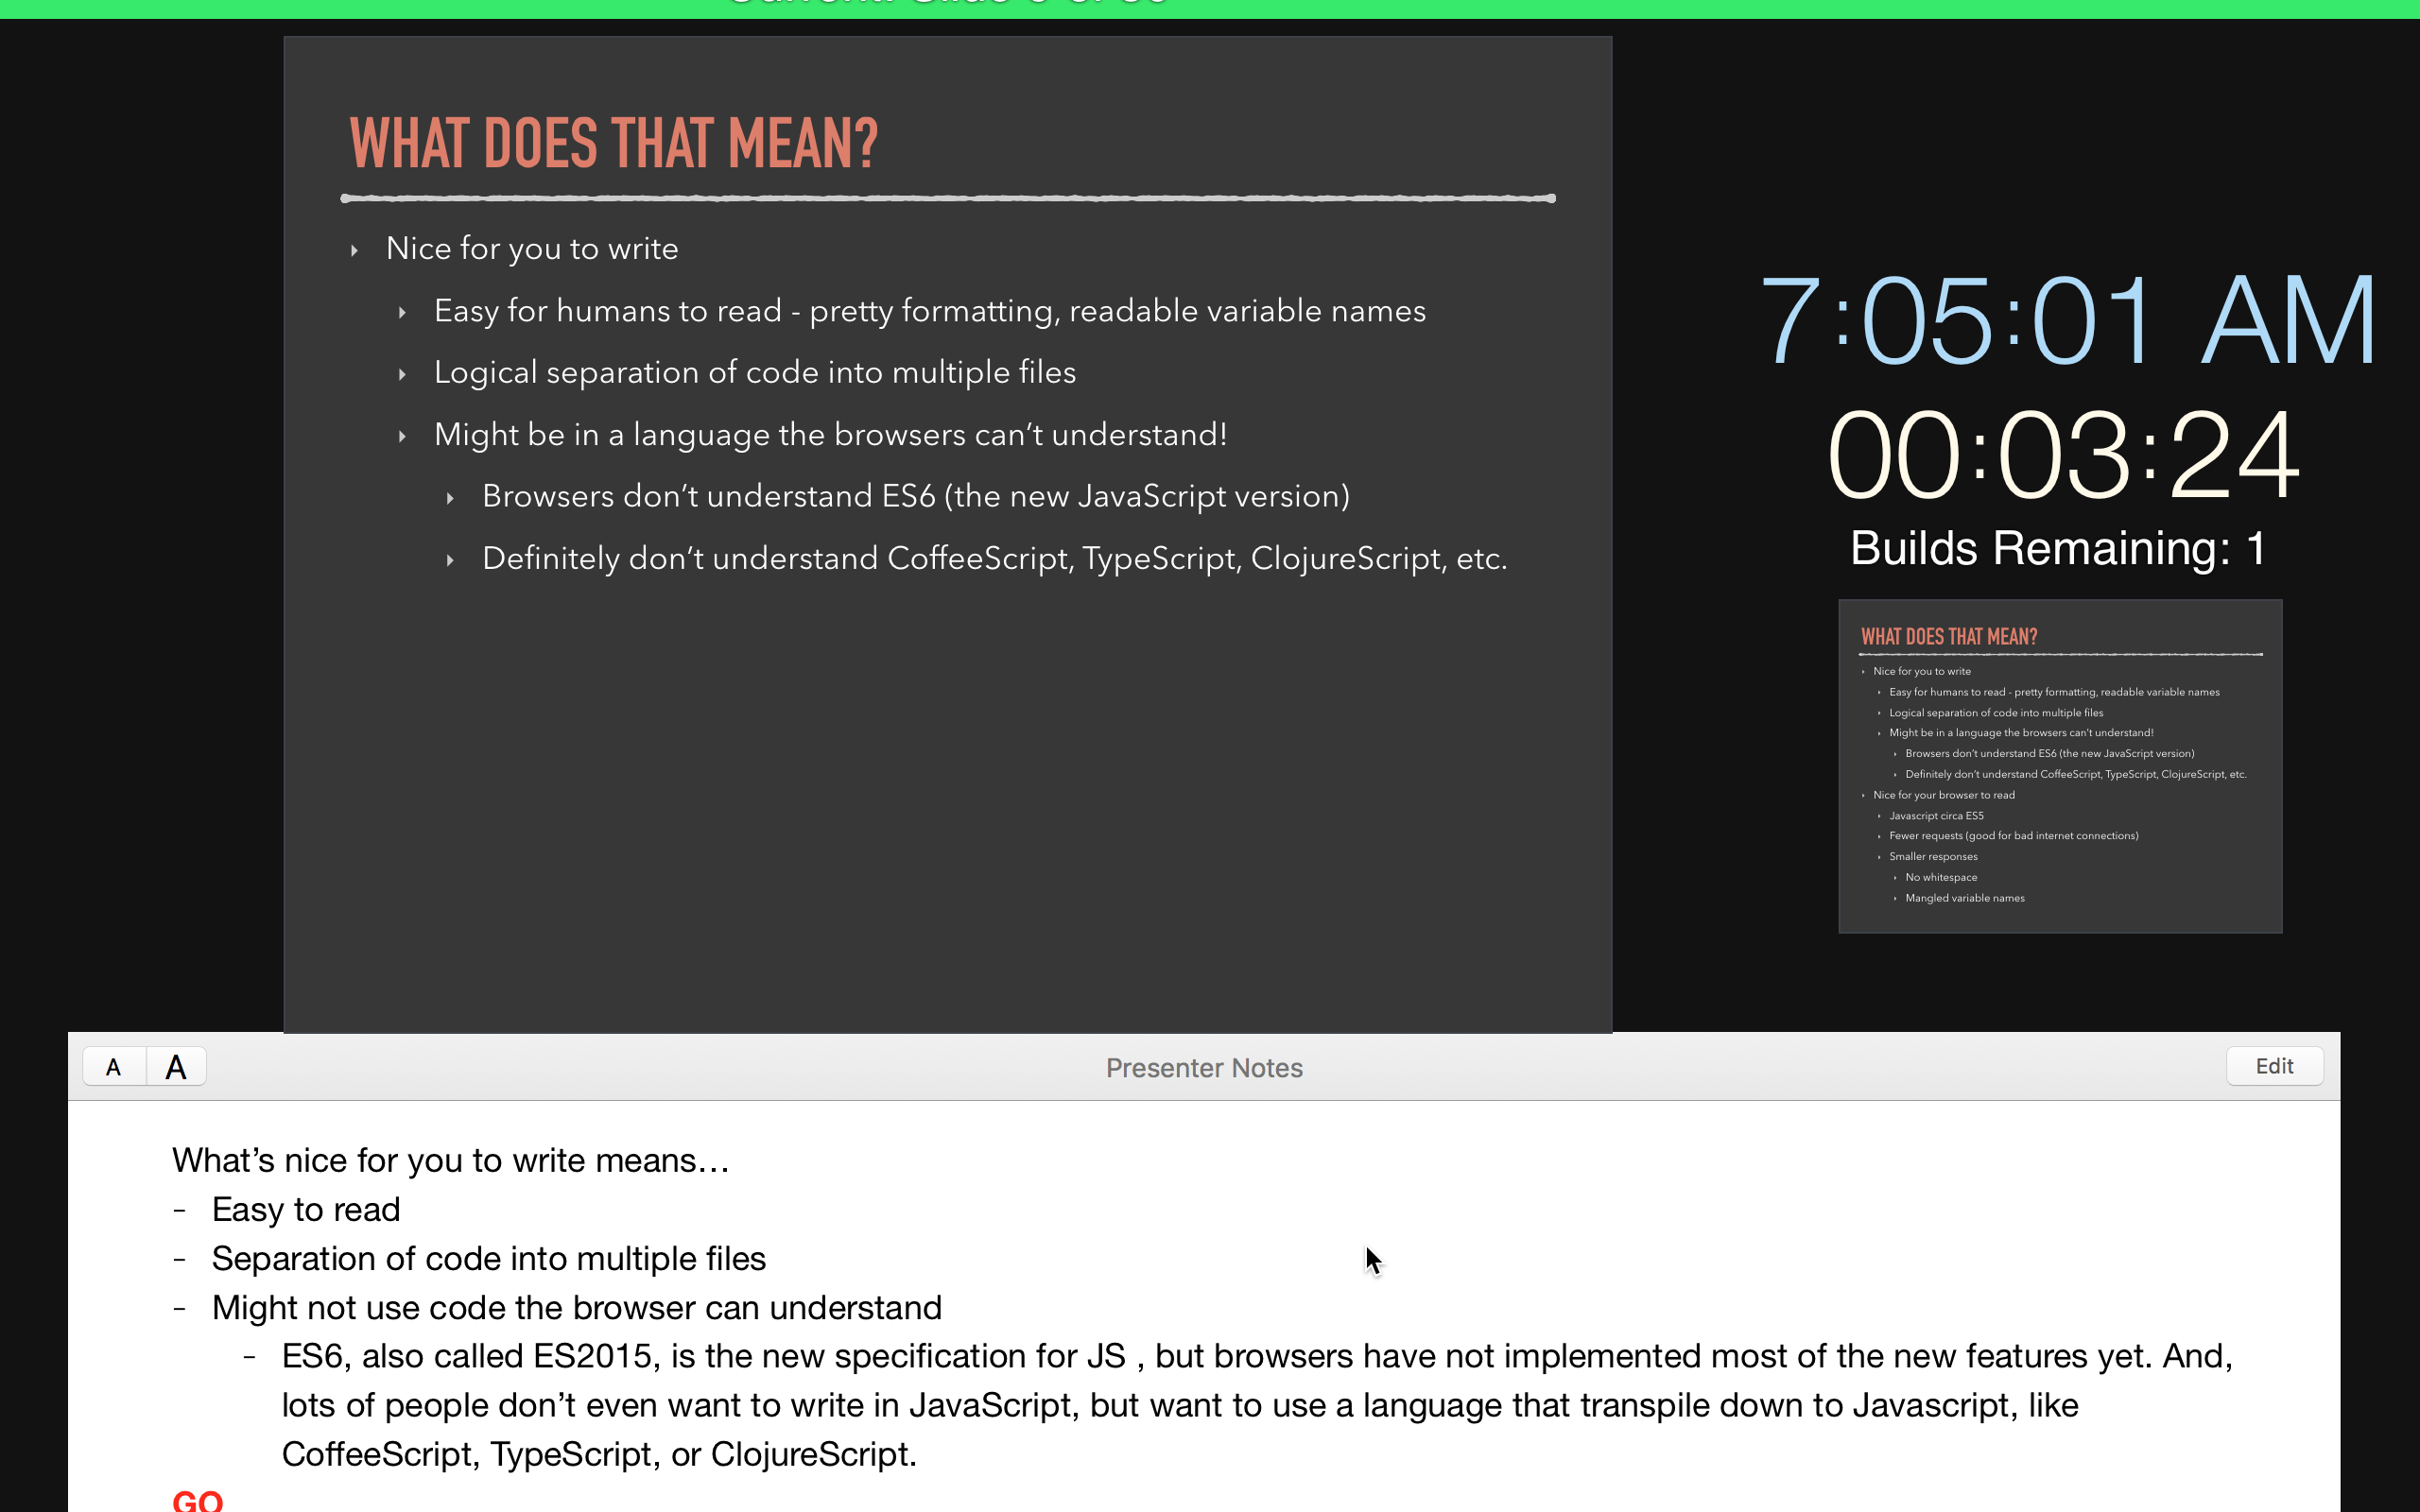 WHAT DOES THAT MEAN?
Nice for you to write
Easy for humans to read - pretty formatting, readable variable names
Logical separation of code into multiple files
Might be in a language the browsers can’t understand!
Browsers don’t understand ES6 (the new JavaScript version)
Definitely don’t understand CoffeeScript, TypeScript, ClojureScript, etc.
7:05:01 AM
00:03:24
Builds Remaining: 1
WHAT DOES THAT MEAN?
Nice for you to write
Easy for humans to read - pretty formatting, readable variable names
Logical separation of code into multiple files
Might be in a language the browsers can’t understand!
Browsers don’t understand ES6 (the new JavaScript version)
Definitely don’t understand CoffeeScript, TypeScript, ClojureScript, etc.
Nice for your browser to read
Javascript circa ES5
Fewer requests (good for bad internet connections)
Smaller responses
No whitespace
Mangled variable names
A A Presenter Notes Edit
What’s nice for you to write means…
- Easy to read
- Separation of code into multiple files
- Might not use code the browser can understand
- ES6, also called ES2015, is the new specification for JS , but browsers have not implemented most of the new features yet. And,
lots of people don’t even want to write in JavaScript, but want to use a language that transpile down to Javascript, like
CoffeeScript, TypeScript, or ClojureScript.
GO